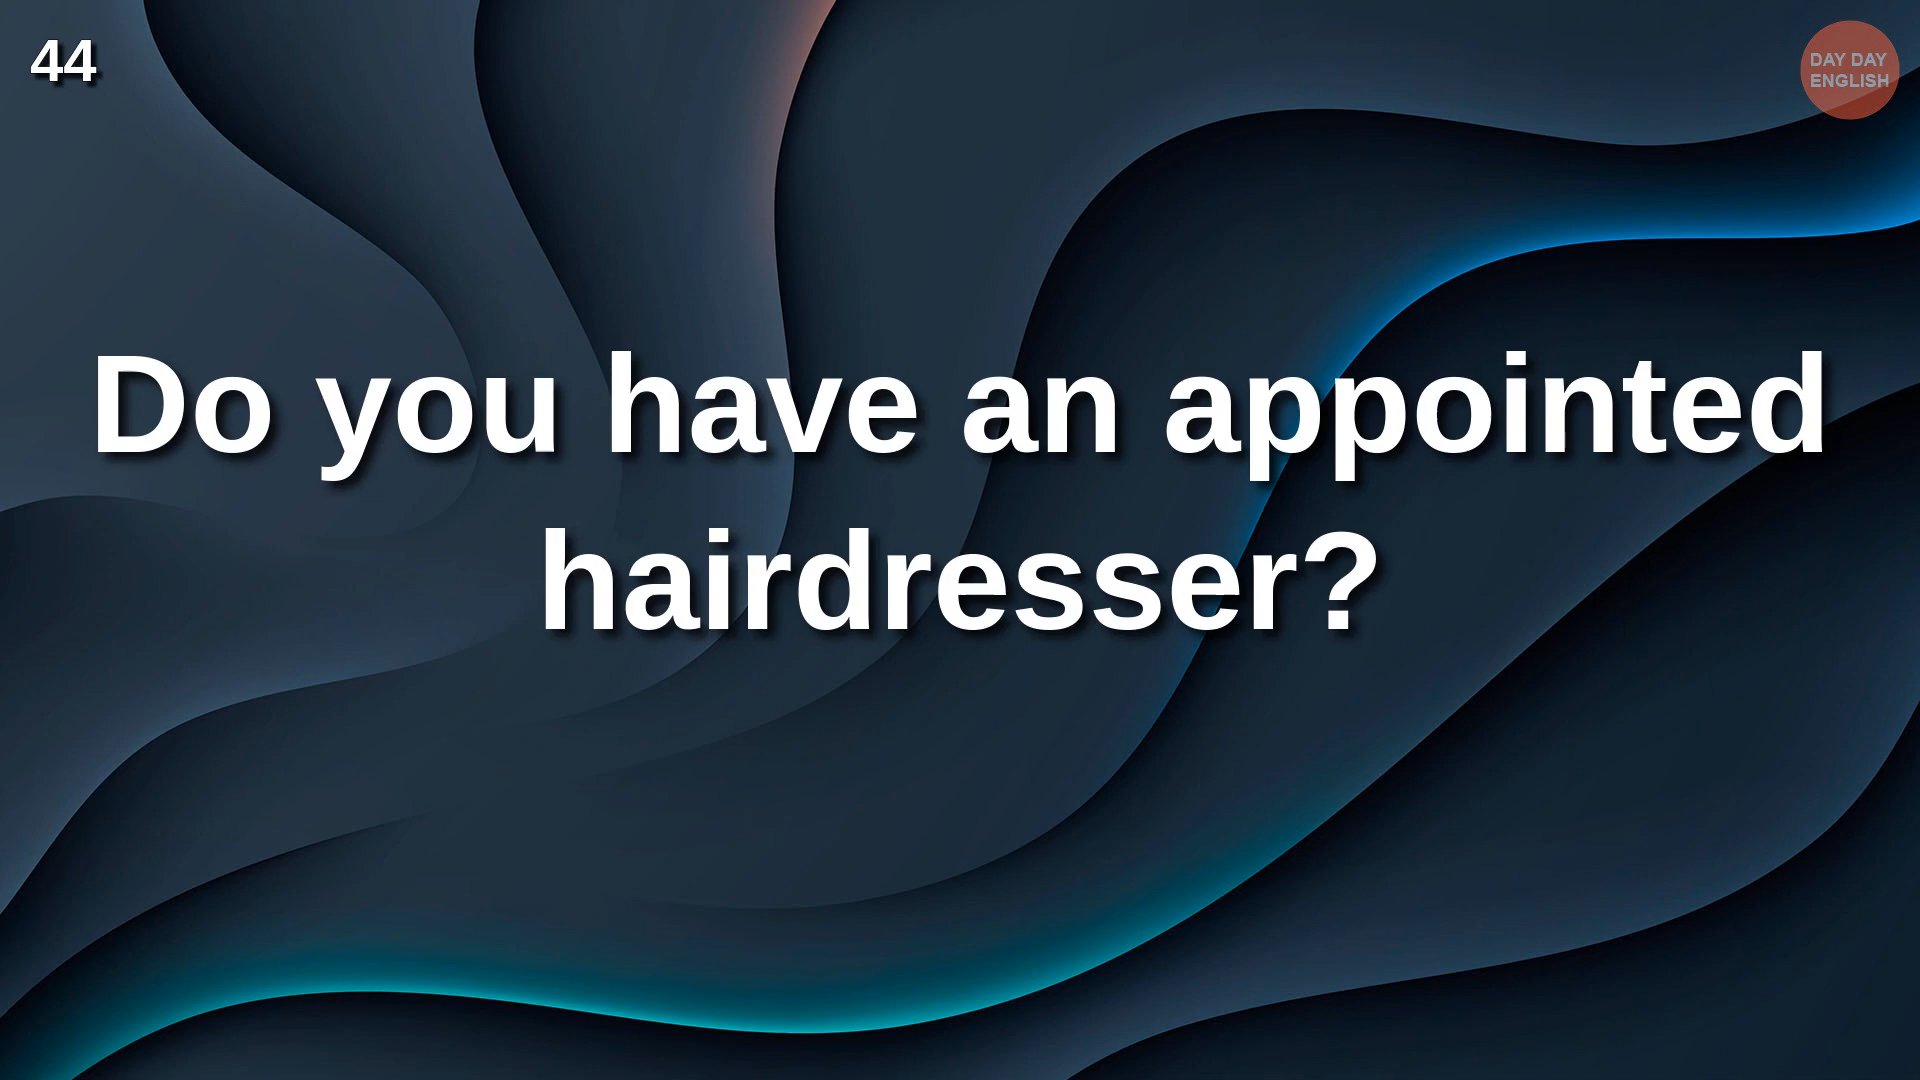 44
DAY DAY
ENGLISH
Do you have an appointed
hairdresser?